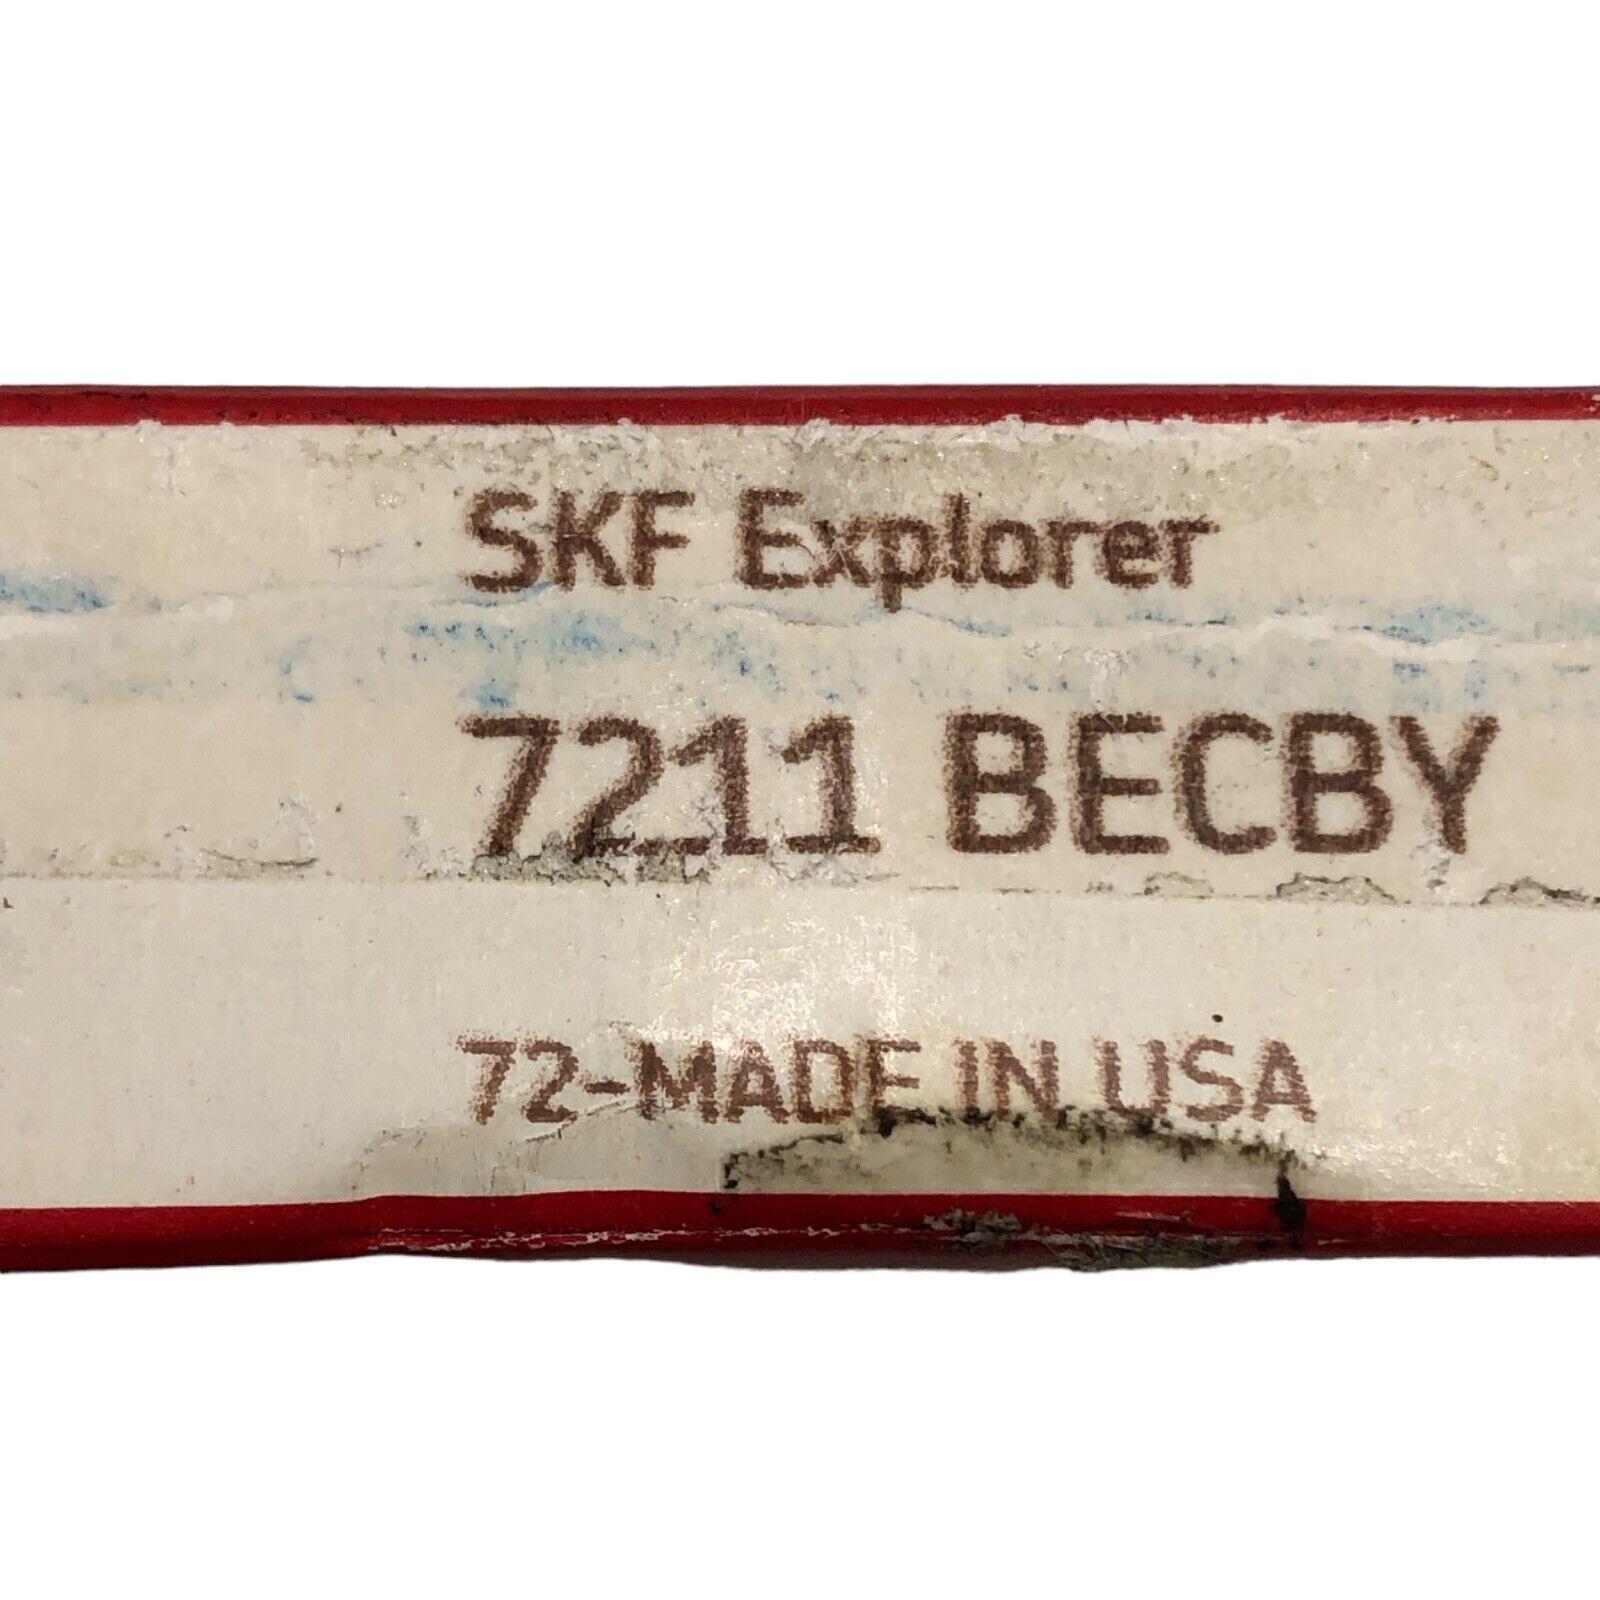 SKF Explorer
7211 BECBY
72-MADE IN USA